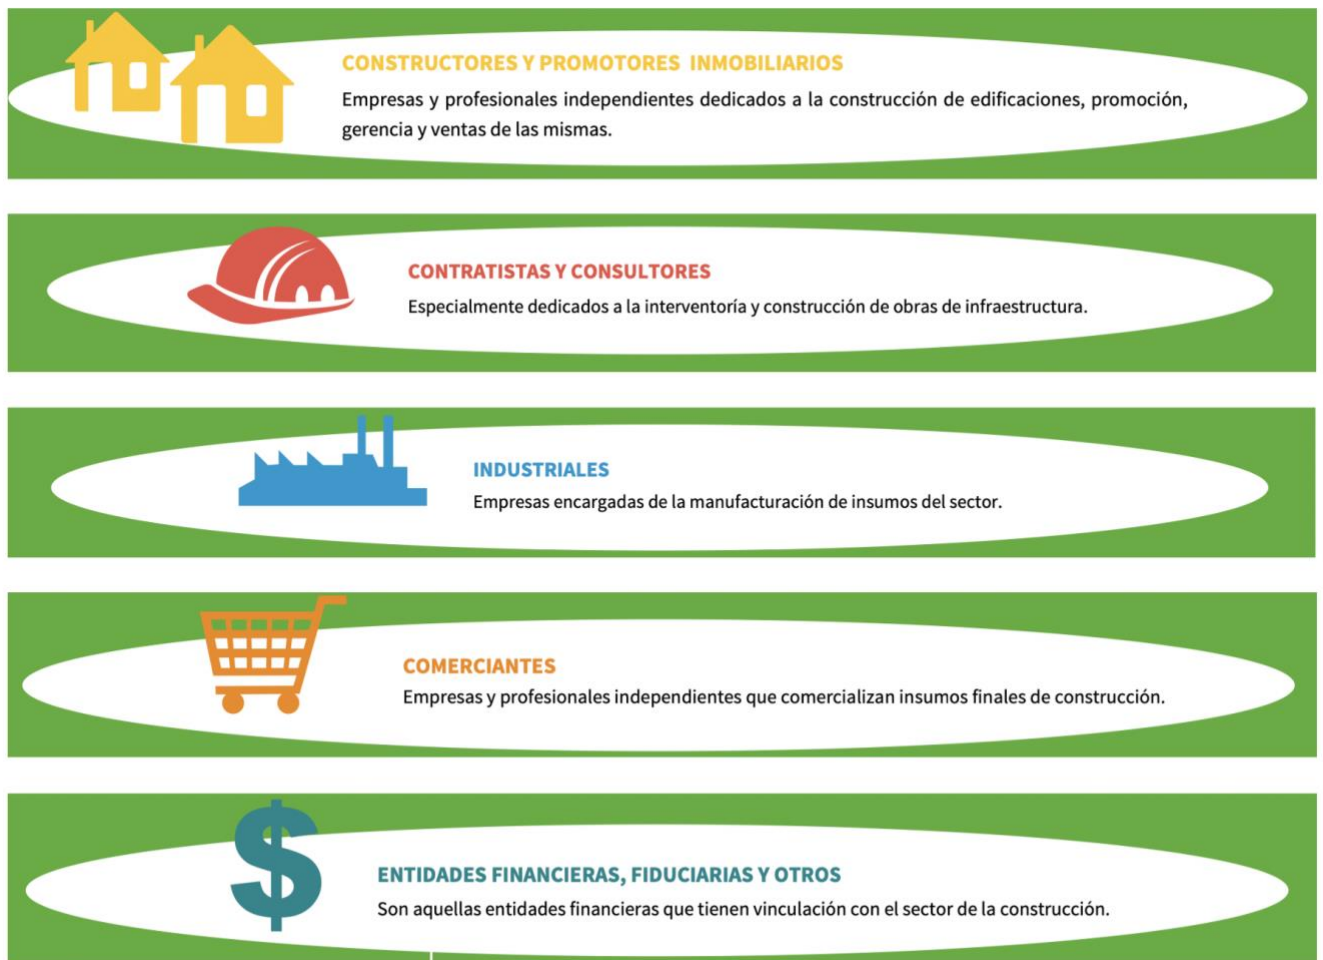 CONSTRUCTORES Y PROMOTORES INMOBILIARIOS
Empresas y profesionales independientes dedicados a la construcción de edificaciones, promoción,
gerencia y ventas de las mismas.
CONTRATISTAS Y CONSULTORES
Especialmente dedicados a la interventoría y construcción de obras de infraestructura.
INDUSTRIALES
Empresas encargadas de la manufacturación de insumos del sector.
COMERCIANTES
Empresas y profesionales independientes que comercializan insumos finales de construcción.
$
ENTIDADES FINANCIERAS, FIDUCIARIAS Y OTROS
Son aquellas entidades financieras que tienen vinculación con el sector de la construcción.